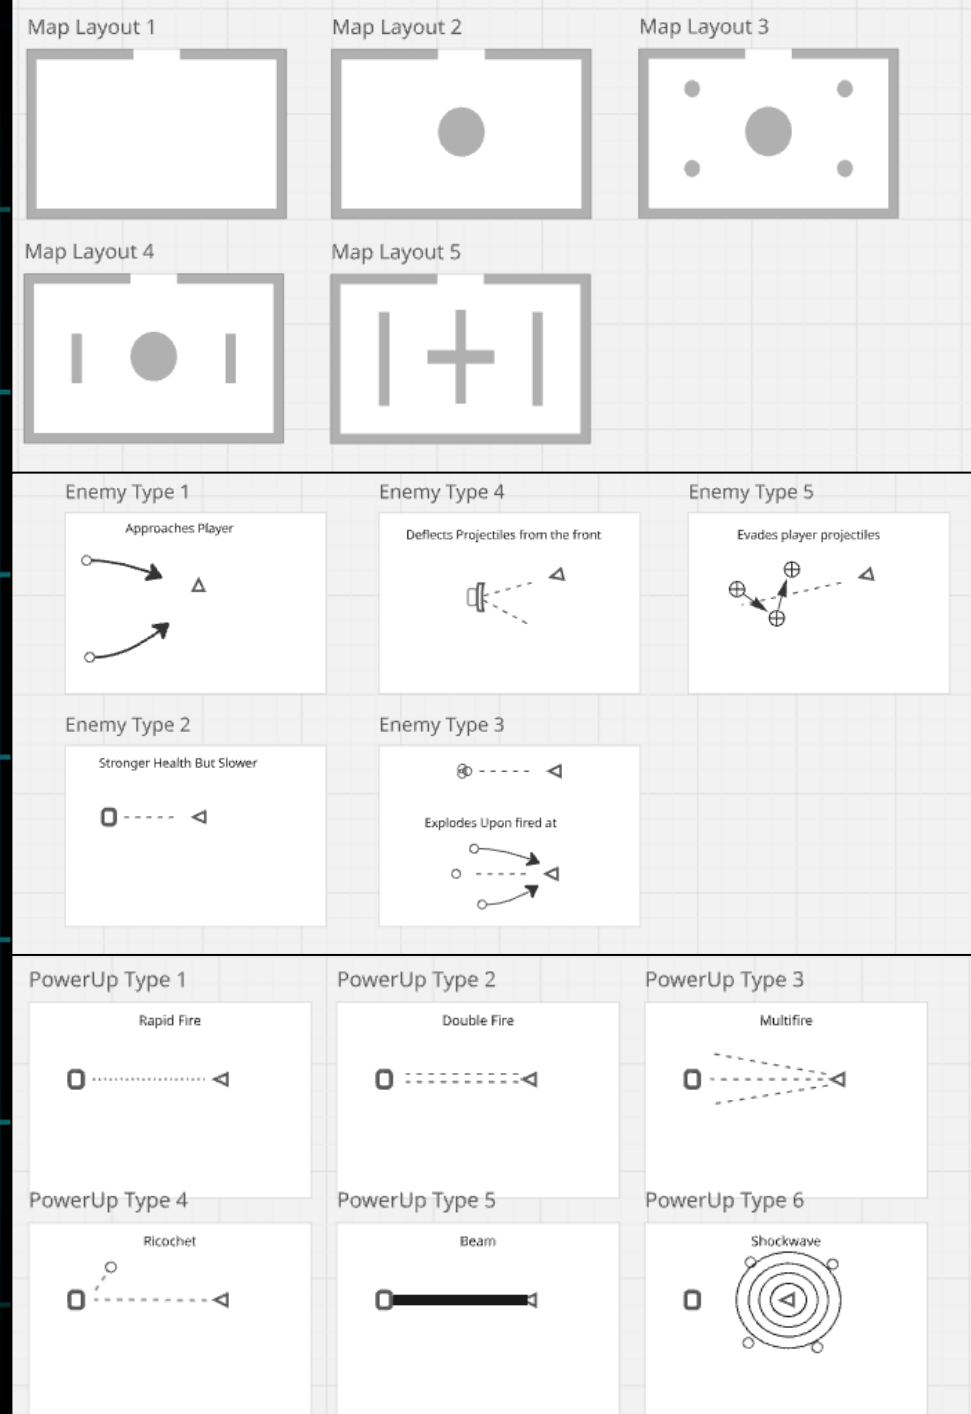 Map Layout 1
Map Layout 2
Map Layout 3
Map Layout 4
Map Layout 5
Enemy Type 1
Approaches Player
Enemy Type 4
Deflects Projectiles from the front
Enemy Type 5
Evades player projectiles
Enemy Type 2
Stronger Health But Slower
Enemy Type 3
Explodes Upon fired at
PowerUp Type 1
Rapid Fire
PowerUp Type 2
Double Fire
PowerUp Type 3
Multifire
PowerUp Type 4
Ricochet
PowerUp Type 5
Beam
PowerUp Type 6
Shockwave